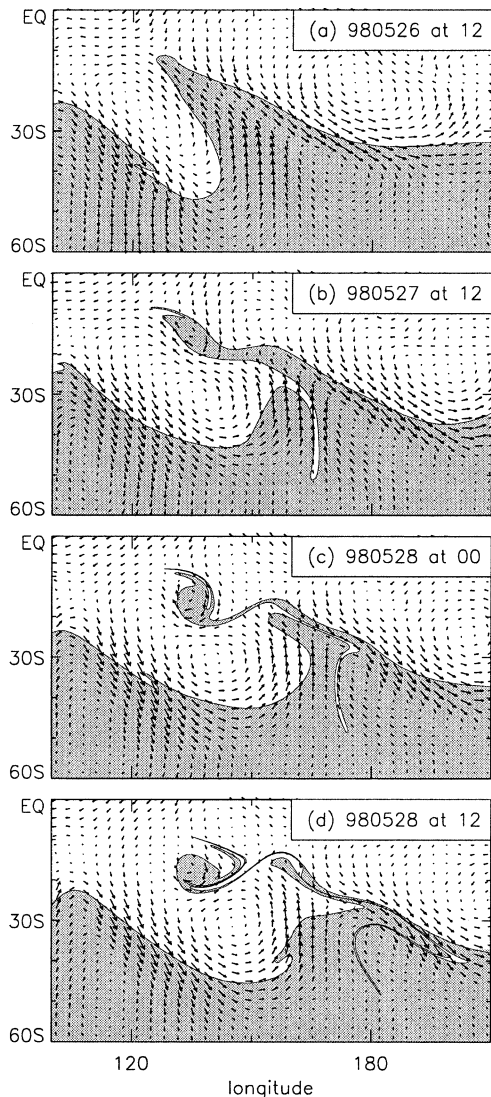 EQ
(a) 980526 at 12
30S
60S
EQ
(b) 980527 at 12
30S
60S
EQ
(c) 980528 at 00
30S
60S
EQ
(d) 980528 at 12
30S
60S
120 180
longitude